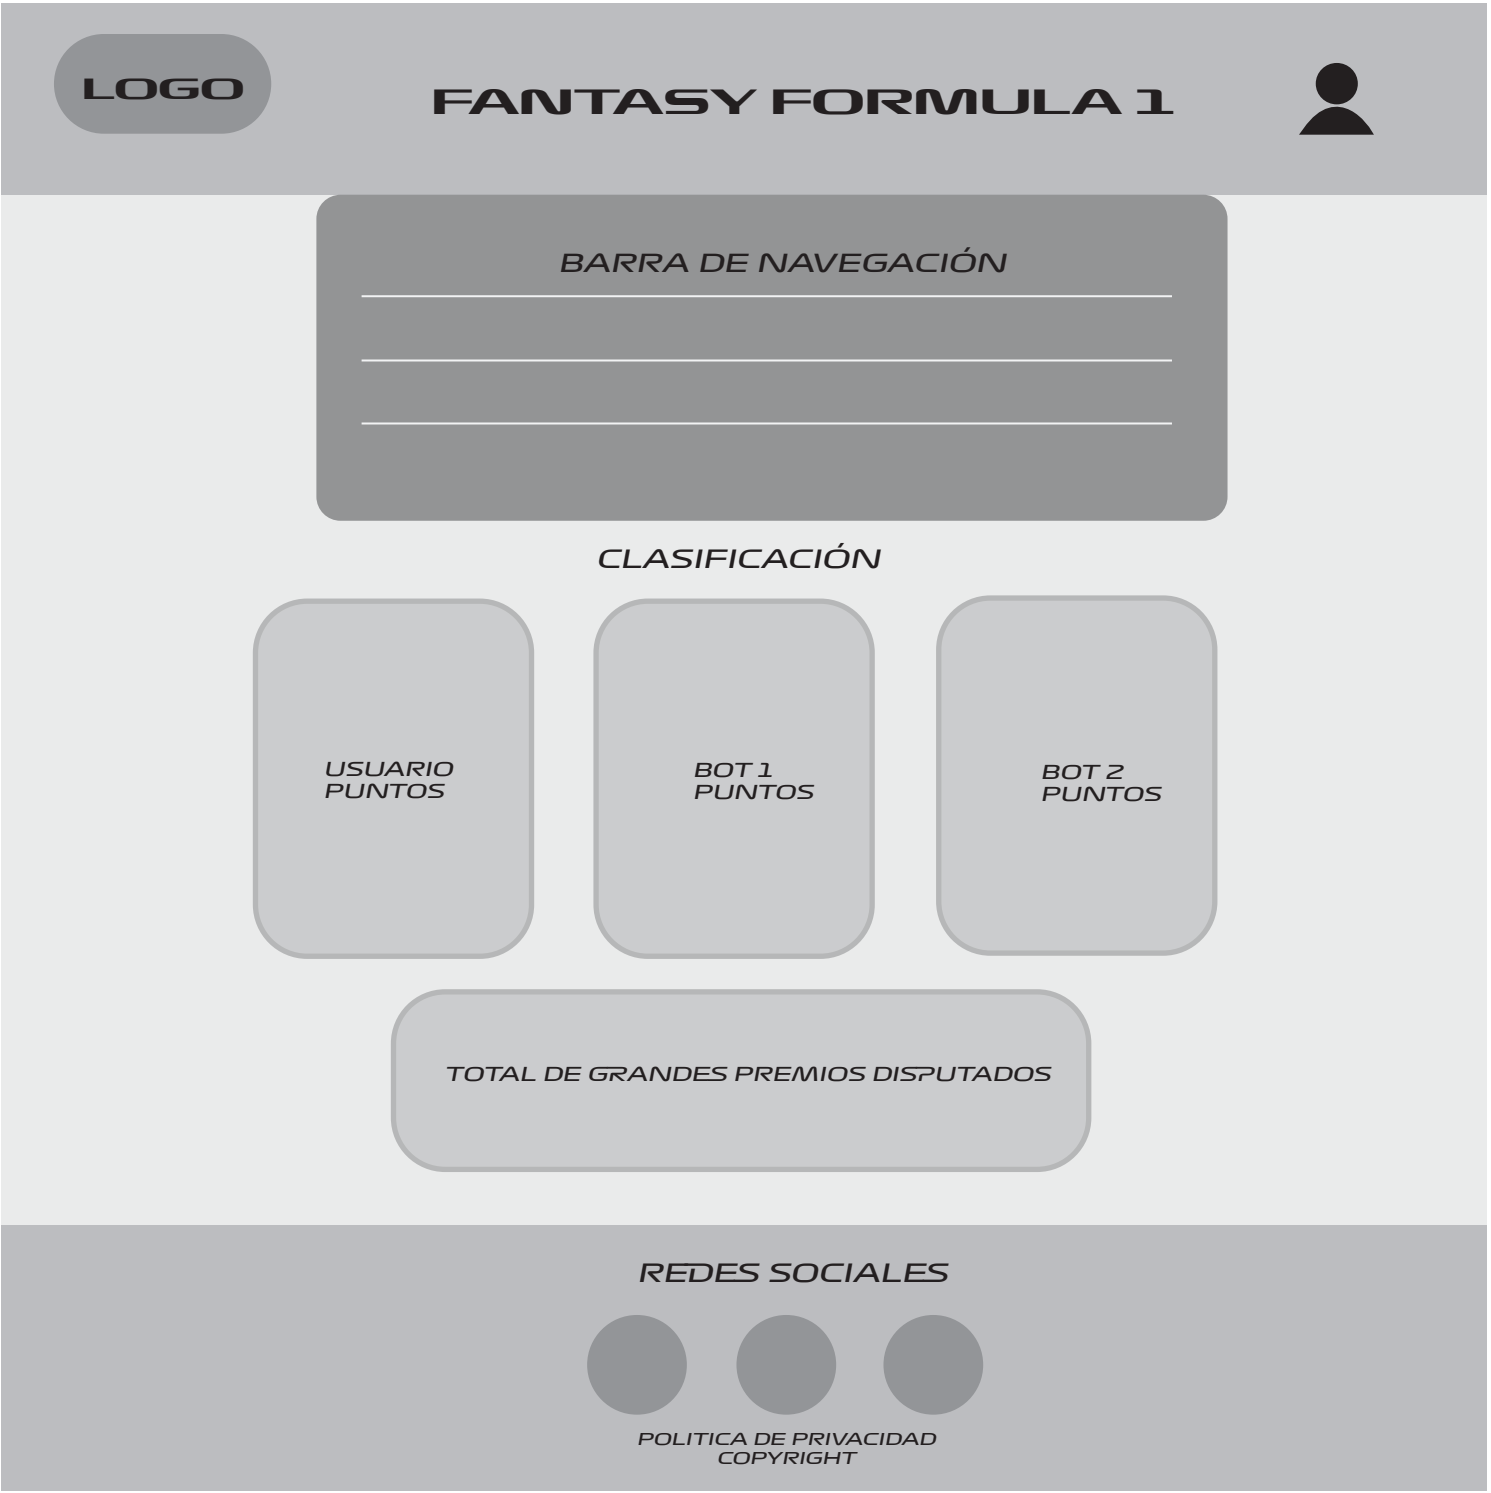 LOGO
FANTASY FORMULA 1
BARRA DE NAVEGACIÓN
CLASIFICACIÓN
USUARIO
PUNTOS
BOT 1
PUNTOS
BOT 2
PUNTOS
TOTAL DE GRANDES PREMIOS DISPUTADOS
REDES SOCIALES
POLITICA DE PRIVACIDAD
COPYRIGHT